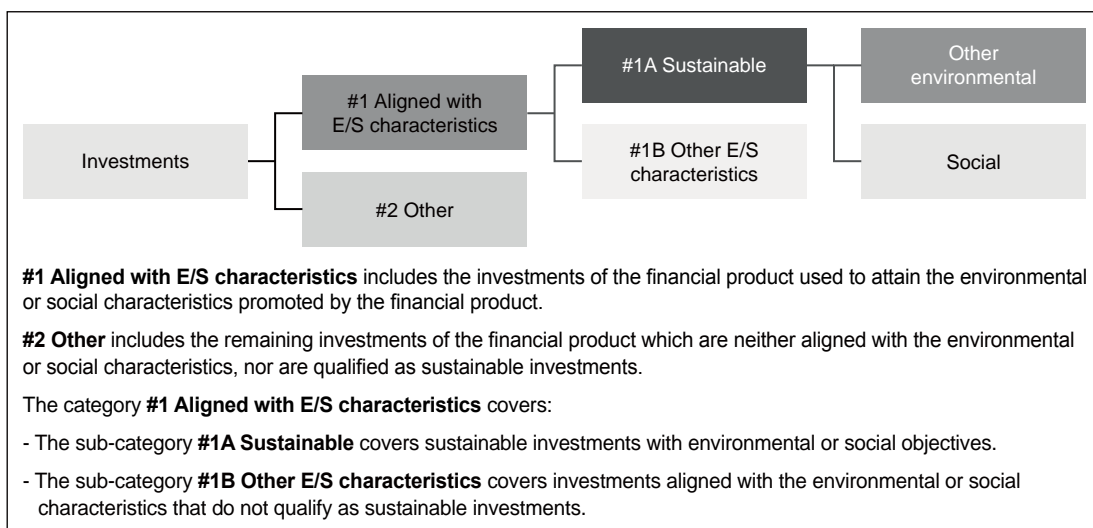 #1A Sustainable
Other
environmental
#1 Aligned with
E/S characteristics
Investments
#1B Other E/S
characteristics
Social
#2 Other
#1 Aligned with E/S characteristics includes the investments of the financial product used to attain the environmental
or social characteristics promoted by the financial product.
#2 Other includes the remaining investments of the financial product which are neither aligned with the environmental
or social characteristics, nor are qualified as sustainable investments.
The category #1 Aligned with E/S characteristics covers:
- The sub-category #1A Sustainable covers sustainable investments with environmental or social objectives.
- The sub-category #1B Other E/S characteristics covers investments aligned with the environmental or social
characteristics that do not qualify as sustainable investments.